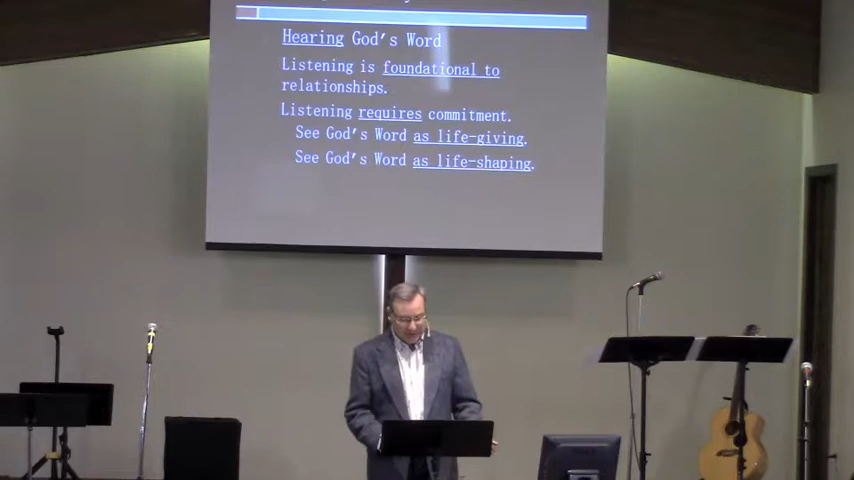 Hearing God's Word
Listening is foundational to
relationships.
Listening requires commitment.
See God's Word as life-giving.
See God's Word as life-shaping.